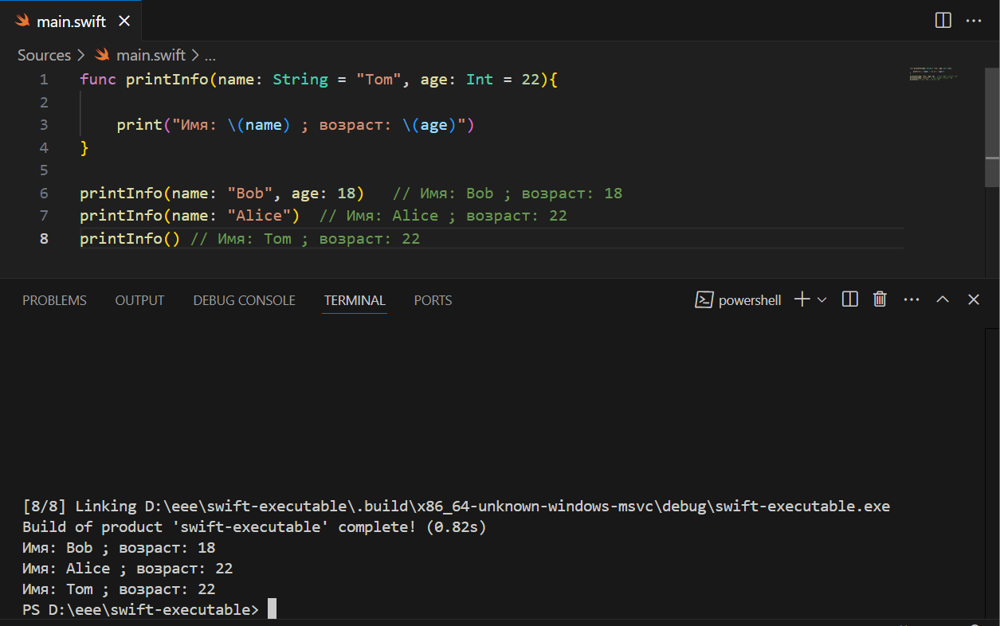 main.swift
Sources > main.swift > ...
1 func printInfo(name: String = "Tom", age: Int = 22){
2
3     print("Имя: \(name) ; возраст: \(age)")
4 }
5
6 printInfo(name: "Bob", age: 18)   // Имя: Bob ; возраст: 18
7 printInfo(name: "Alice")  // Имя: Alice ; возраст: 22
8 printInfo() // Имя: Tom ; возраст: 22
PROBLEMS OUTPUT DEBUG CONSOLE TERMINAL PORTS powershell
[8/8] Linking D:\eee\swift-executable\.build\x86_64-unknown-windows-msvc\debug\swift-executable.exe
Build of product 'swift-executable' complete! (0.82s)
Имя: Bob ; возраст: 18
Имя: Alice ; возраст: 22
Имя: Tom ; возраст: 22
PS D:\eee\swift-executable>